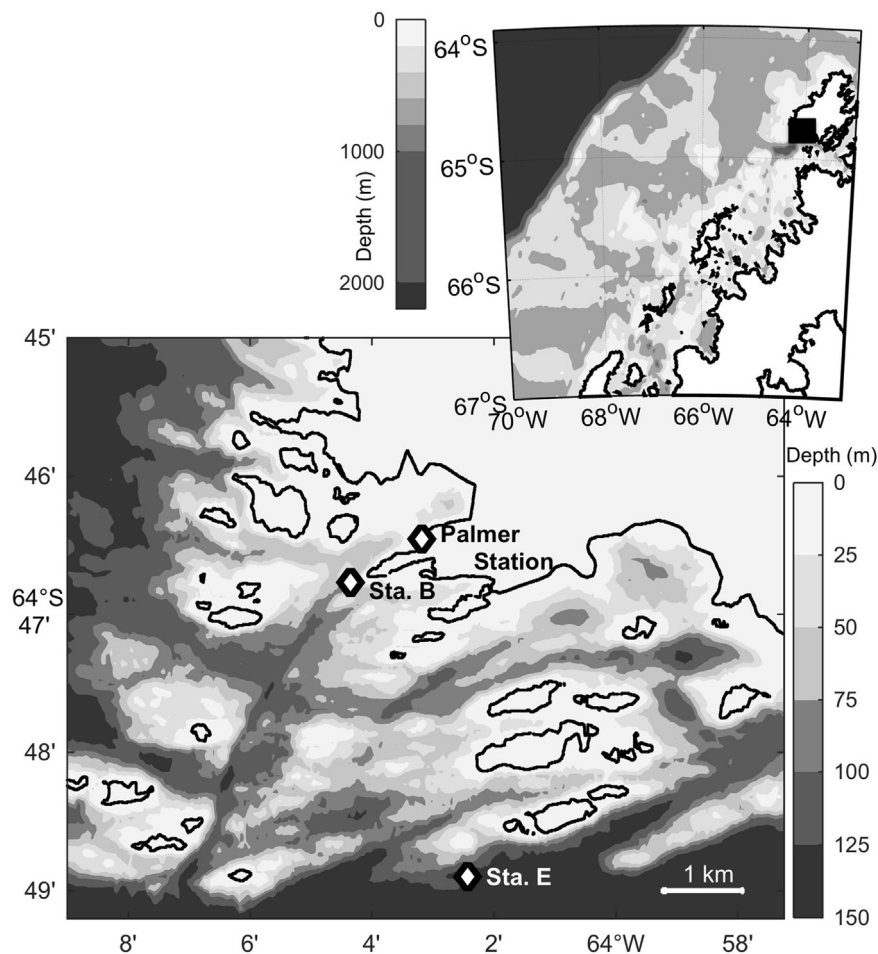 0
1000
2000
Depth (m)
64°S
65°S
66°S
67°S
70°W 68°W 66°W 64°W
45'
46'
64°S
47'
48'
49'
Palmer
Station
Sta. B
Sta. E
1 km
8' 6' 4' 2' 64°W 58'
Depth (m)
0
25
50
75
100
125
150